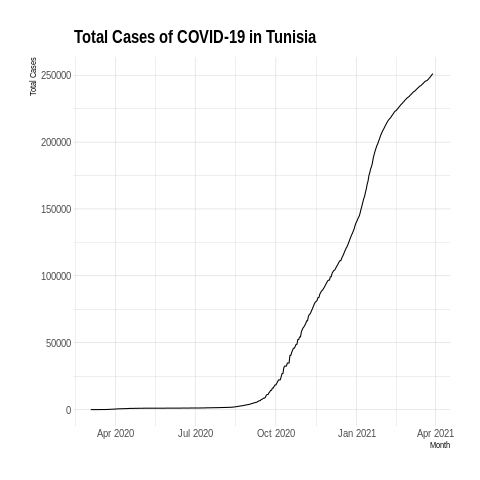 Total Cases of COVID-19 in Tunisia
Total Cases
250000
200000
150000
100000
50000
0
Apr 2020 Jul 2020 Oct 2020 Jan 2021 Apr 2021
Month